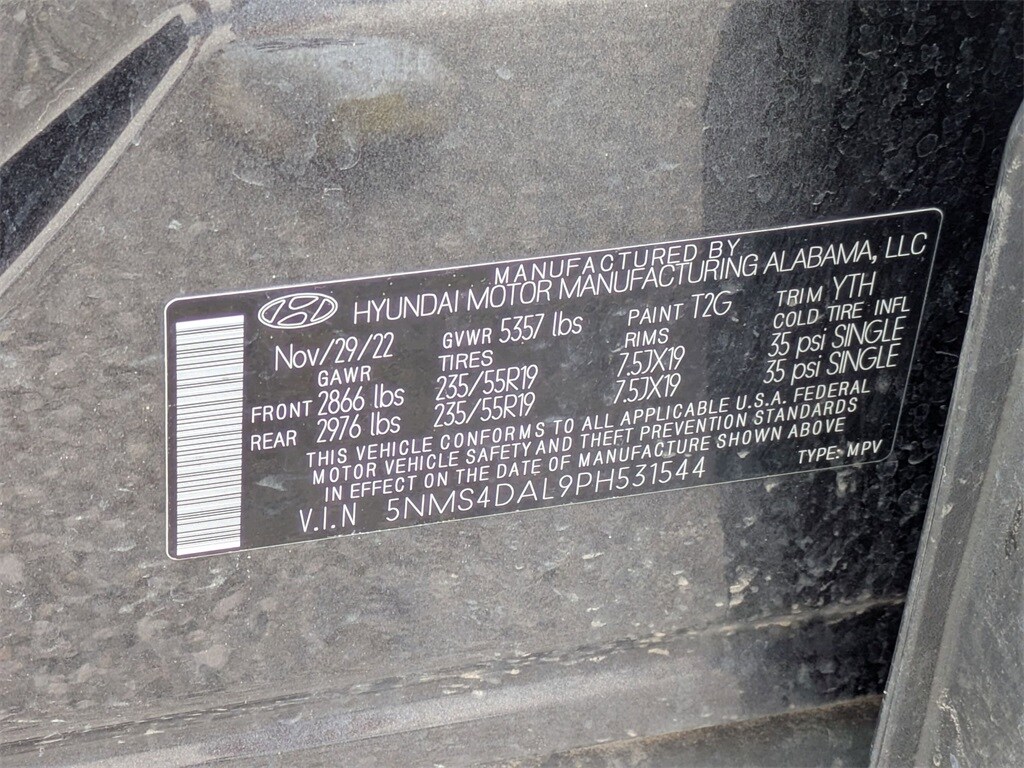 MANUFACTURED BY
HYUNDAI MOTOR MANUFACTURING ALABAMA, LLC
Nov/29/22 GVWR 5357 lbs PAINT T2G TRIM YTH
GAWR TIRES RIMS COLD TIRE INFL
FRONT 2866 lbs 235/55R19 7.5JX19 35 psi SINGLE
REAR 2976 lbs 235/55R19 7.5JX19 35 psi SINGLE
THIS VEHICLE CONFORMS TO ALL APPLICABLE U.S.A. FEDERAL
MOTOR VEHICLE SAFETY AND THEFT PREVENTION STANDARDS
IN EFFECT ON THE DATE OF MANUFACTURE SHOWN ABOVE
V.I.N 5NMS4DAL9PH531544 TYPE: MPV